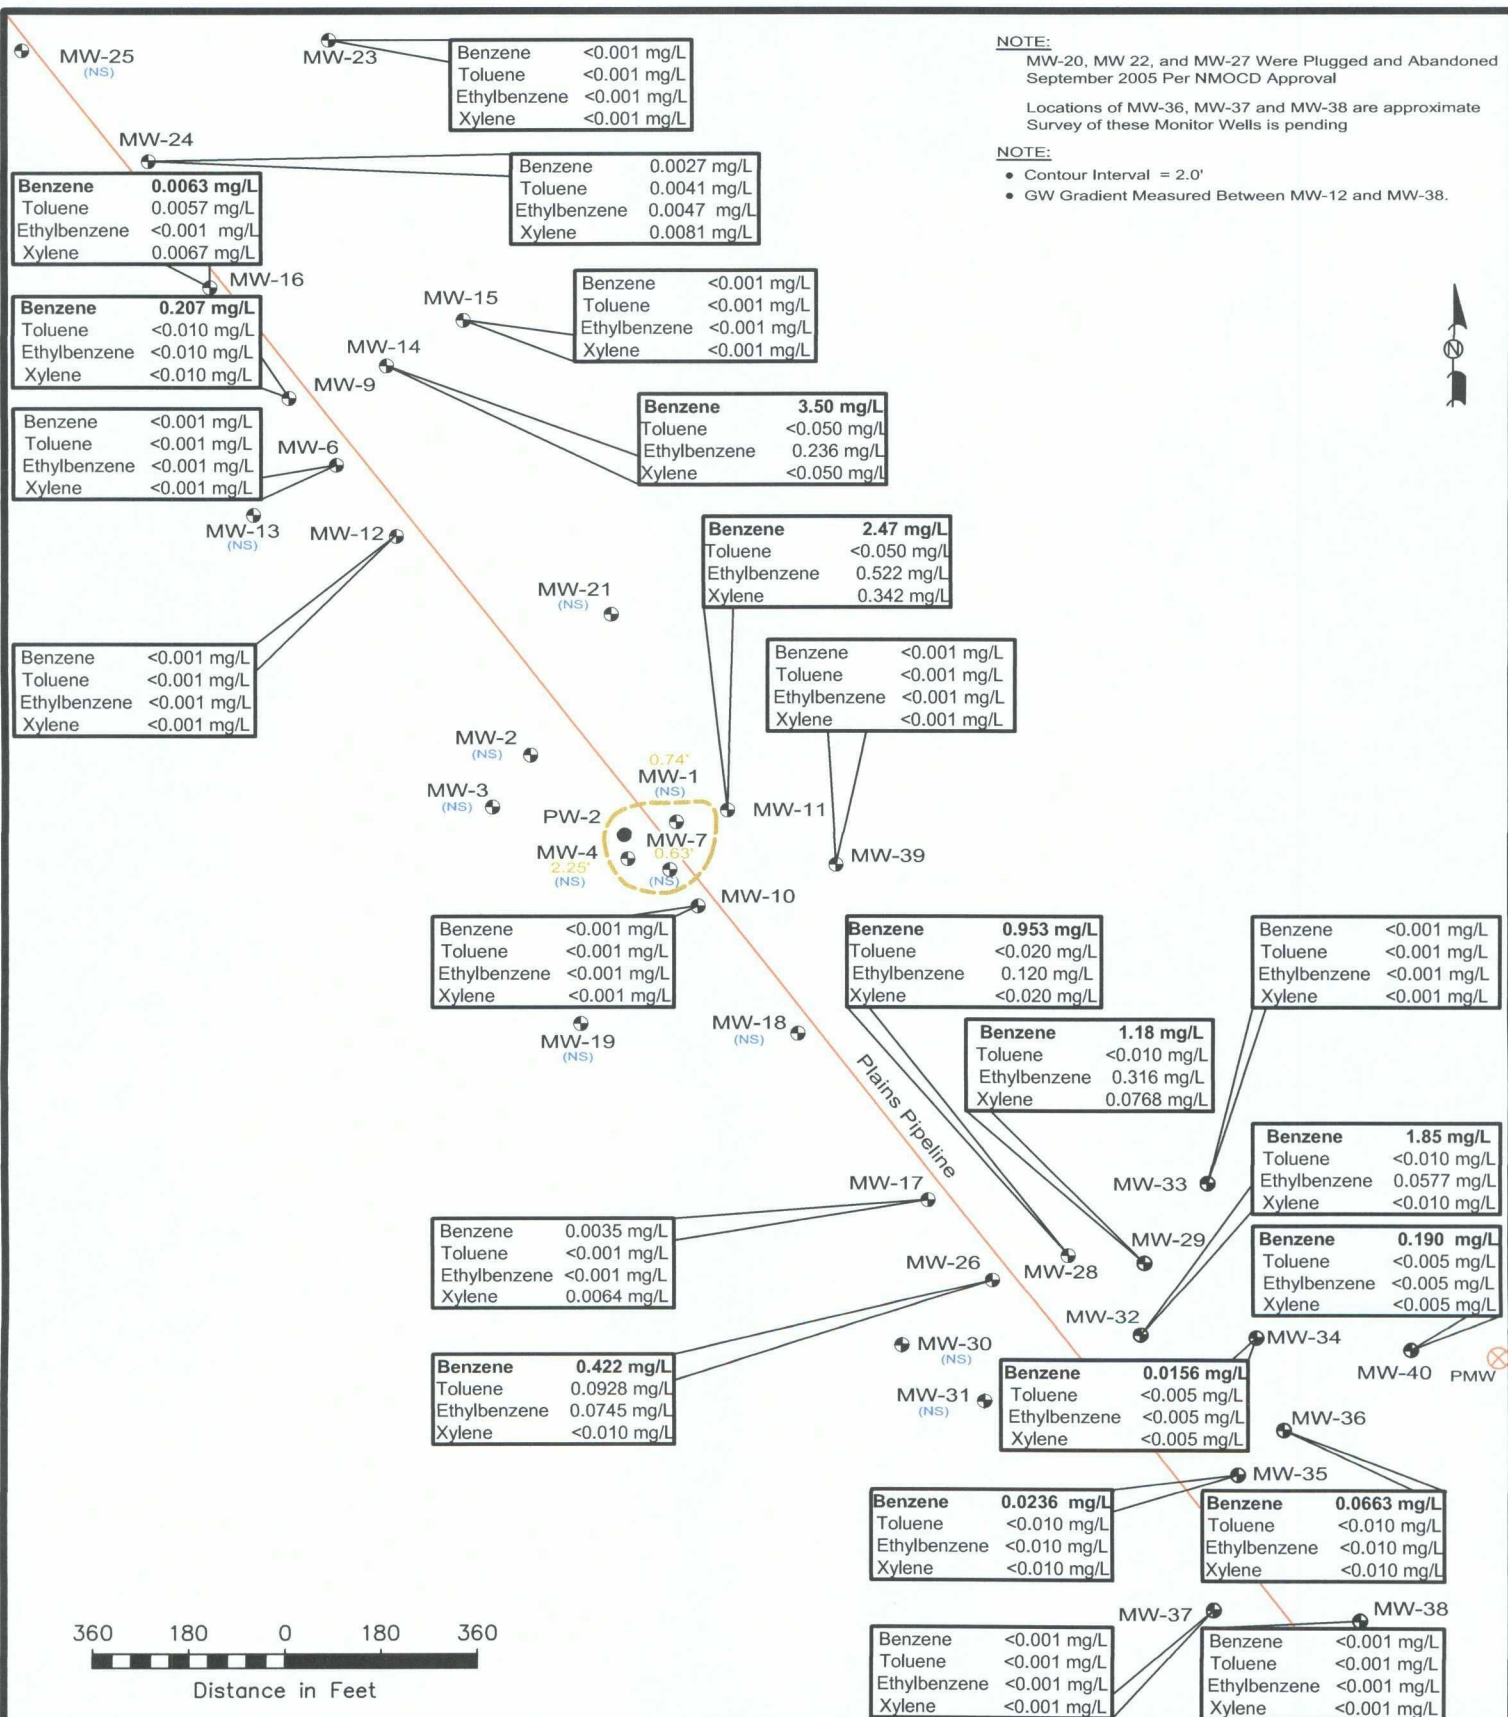 MW-25
(NS)
MW-23
Benzene <0.001 mg/L
Toluene <0.001 mg/L
Ethylbenzene <0.001 mg/L
Xylene <0.001 mg/L
NOTE:
MW-20, MW 22, and MW-27 Were Plugged and Abandoned
September 2005 Per NMOCD Approval
Locations of MW-36, MW-37 and MW-38 are approximate
Survey of these Monitor Wells is pending
NOTE:
• Contour Interval = 2.0'
• GW Gradient Measured Between MW-12 and MW-38.
MW-24
Benzene 0.0027 mg/L
Toluene 0.0041 mg/L
Ethylbenzene 0.0047 mg/L
Xylene 0.0081 mg/L
Benzene 0.0063 mg/L
Toluene 0.0057 mg/L
Ethylbenzene <0.001 mg/L
Xylene 0.0067 mg/L
MW-16
MW-15
Benzene <0.001 mg/L
Toluene <0.001 mg/L
Ethylbenzene <0.001 mg/L
Xylene <0.001 mg/L
N
Benzene 0.207 mg/L
Toluene <0.010 mg/L
Ethylbenzene <0.010 mg/L
Xylene <0.010 mg/L
MW-14
MW-9
Benzene 3.50 mg/L
Toluene <0.050 mg/L
Ethylbenzene 0.236 mg/L
Xylene <0.050 mg/L
Benzene <0.001 mg/L
Toluene <0.001 mg/L
Ethylbenzene <0.001 mg/L
Xylene <0.001 mg/L
MW-6
MW-13
(NS)
MW-12
Benzene 2.47 mg/L
Toluene <0.050 mg/L
Ethylbenzene 0.522 mg/L
Xylene 0.342 mg/L
MW-21
(NS)
Benzene <0.001 mg/L
Toluene <0.001 mg/L
Ethylbenzene <0.001 mg/L
Xylene <0.001 mg/L
Benzene <0.001 mg/L
Toluene <0.001 mg/L
Ethylbenzene <0.001 mg/L
Xylene <0.001 mg/L
MW-2
(NS)
MW-3
(NS)
0.74'
MW-1
(NS)
PW-2
MW-11
MW-7
0.63'
(NS)
MW-4
2.25'
(NS)
MW-39
MW-10
Benzene <0.001 mg/L
Toluene <0.001 mg/L
Ethylbenzene <0.001 mg/L
Xylene <0.001 mg/L
Benzene 0.953 mg/L
Toluene <0.020 mg/L
Ethylbenzene 0.120 mg/L
Xylene <0.020 mg/L
Benzene <0.001 mg/L
Toluene <0.001 mg/L
Ethylbenzene <0.001 mg/L
Xylene <0.001 mg/L
MW-19
(NS)
MW-18
(NS)
Benzene 1.18 mg/L
Toluene <0.010 mg/L
Ethylbenzene 0.316 mg/L
Xylene 0.0768 mg/L
Plains Pipeline
Benzene 1.85 mg/L
Toluene <0.010 mg/L
Ethylbenzene 0.0577 mg/L
Xylene <0.010 mg/L
MW-17
MW-33
Benzene 0.0035 mg/L
Toluene <0.001 mg/L
Ethylbenzene <0.001 mg/L
Xylene 0.0064 mg/L
MW-26
MW-28
MW-29
Benzene 0.190 mg/L
Toluene <0.005 mg/L
Ethylbenzene <0.005 mg/L
Xylene <0.005 mg/L
MW-32
MW-30
(NS)
MW-34
MW-40
PMW
Benzene 0.422 mg/L
Toluene 0.0928 mg/L
Ethylbenzene 0.0745 mg/L
Xylene <0.010 mg/L
MW-31
(NS)
Benzene 0.0156 mg/L
Toluene <0.005 mg/L
Ethylbenzene <0.005 mg/L
Xylene <0.005 mg/L
MW-36
MW-35
Benzene 0.0236 mg/L
Toluene <0.010 mg/L
Ethylbenzene <0.010 mg/L
Xylene <0.010 mg/L
Benzene 0.0663 mg/L
Toluene <0.010 mg/L
Ethylbenzene <0.010 mg/L
Xylene <0.010 mg/L
MW-37
MW-38
Benzene <0.001 mg/L
Toluene <0.001 mg/L
Ethylbenzene <0.001 mg/L
Xylene <0.001 mg/L
Benzene <0.001 mg/L
Toluene <0.001 mg/L
Ethylbenzene <0.001 mg/L
Xylene <0.001 mg/L
360 180 0 180 360
Distance in Feet